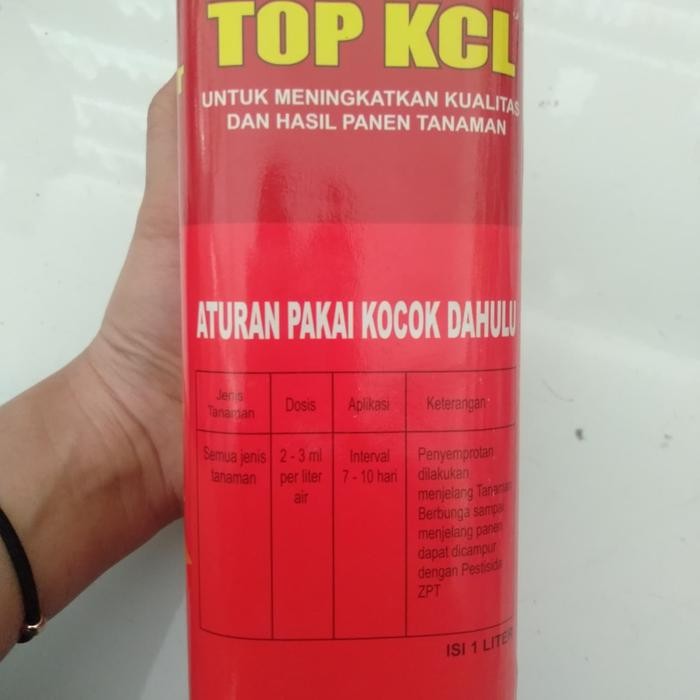 TOP KCL
UNTUK MENINGKATKAN KUALITAS
DAN HASIL PANEN TANAMAN
ATURAN PAKAI KOCOK DAHULU
Jenis
Tanaman
Dosis
Aplikasi
Keterangan
Semua jenis
tanaman
2 - 3 ml
per liter
air
Interval
7 - 10 hari
Penyemprotan
dilakukan
menjelang Tanaman
Berbunga sampai
menjelang panen
dapat dicampur
dengan Pestisida
ZPT
ISI 1 LITER